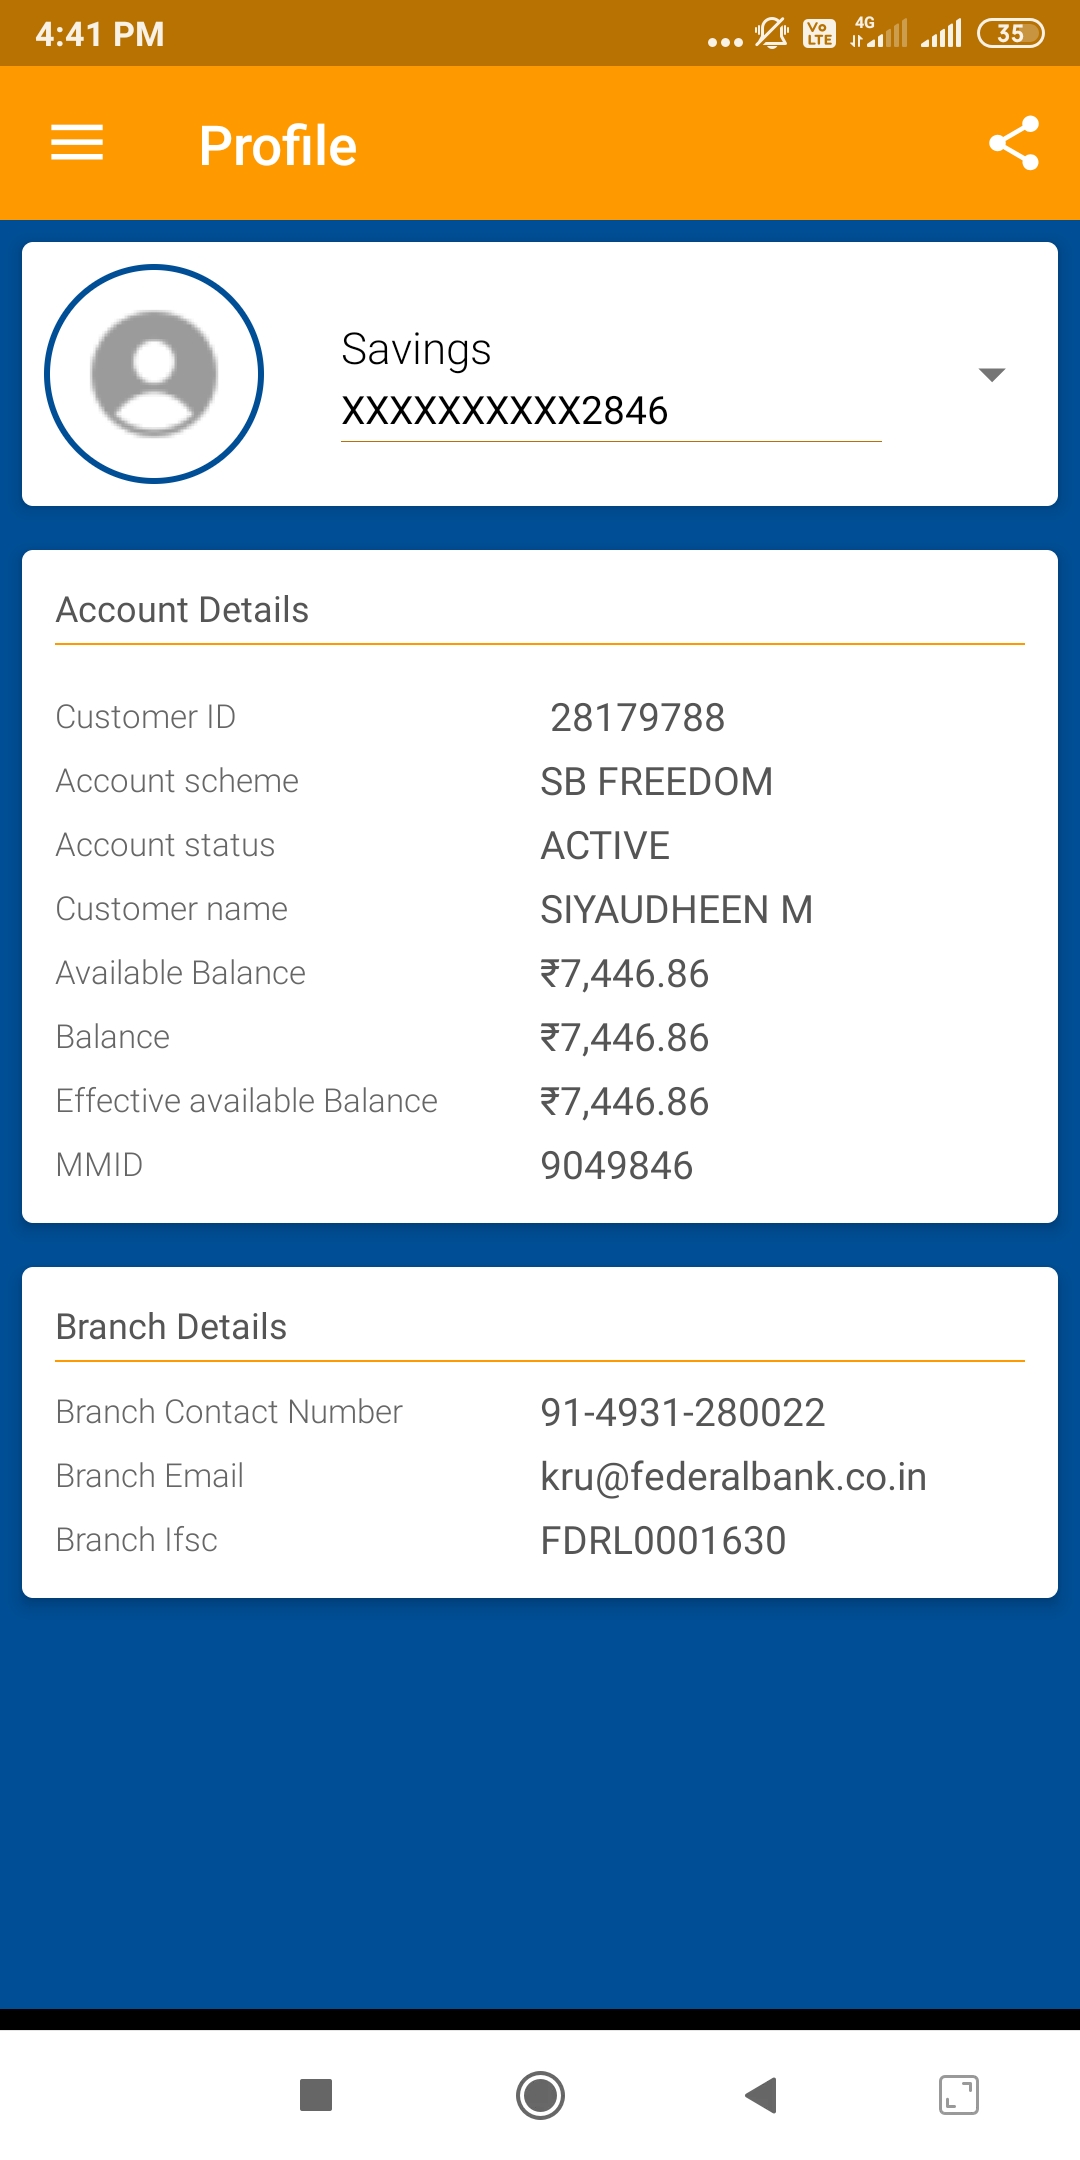 4:41 PM
VoLTE 4G 35
Profile
Savings
XXXXXXXXXX2846
Account Details
Customer ID 28179788
Account scheme SB FREEDOM
Account status ACTIVE
Customer name SIYAUDHEEN M
Available Balance ₹7,446.86
Balance ₹7,446.86
Effective available Balance ₹7,446.86
MMID 9049846
Branch Details
Branch Contact Number 91-4931-280022
Branch Email kru@federalbank.co.in
Branch Ifsc FDRL0001630